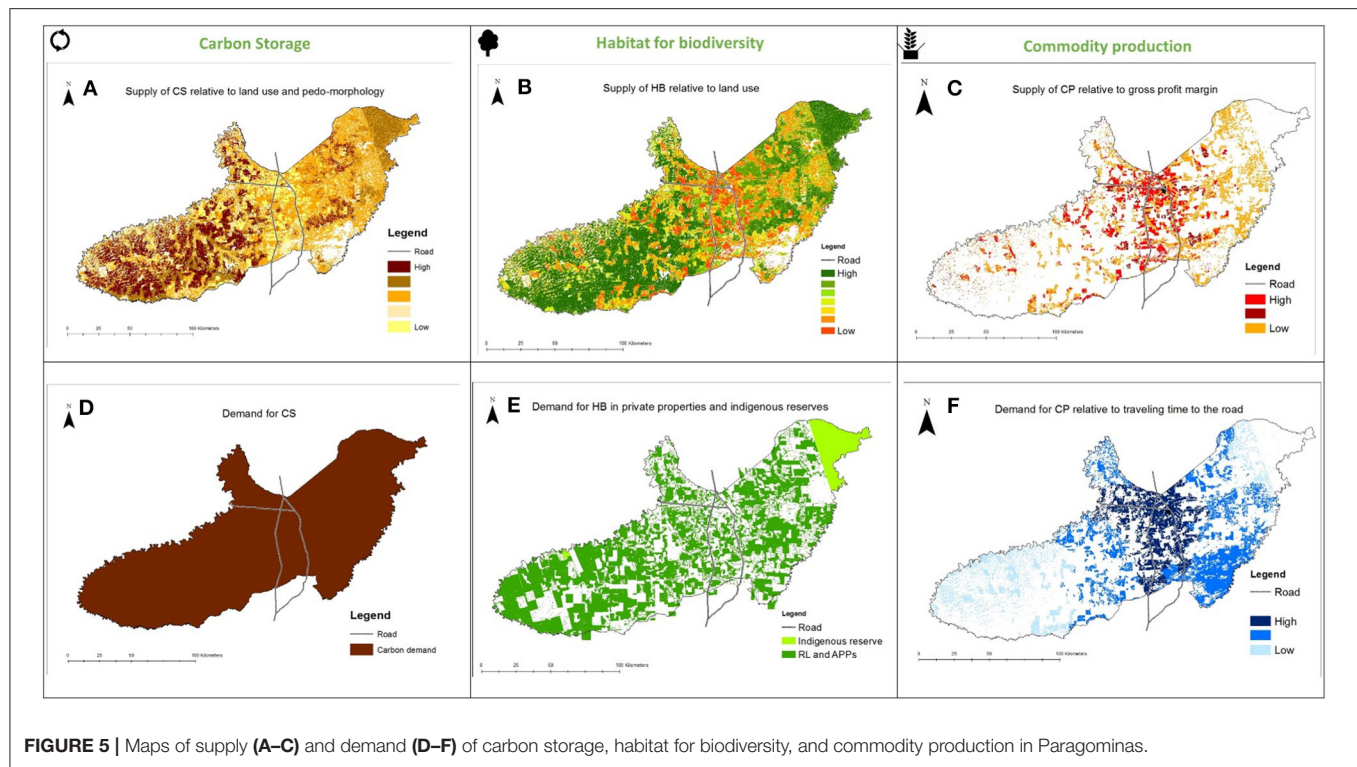 Carbon Storage
Habitat for biodiversity
Commodity production
N
A
Supply of CS relative to land use and pedo-morphology
Legend
Road
High
Low
0 25 50 100 Kilometers
N
B
Supply of HB relative to land use
Legend
Road
High
Low
0 25 50 100 Kilometers
N
C
Supply of CP relative to gross profit margin
Legend
Road
High
Low
0 25 50 100 Kilometers
N
D
Demand for CS
Legend
Road
Carbon demand
0 25 50 100 Kilometers
N
E
Demand for HB in private properties and indigenous reserves
Legend
Road
Indigenous reserve
RL and APPs
0 25 50 100 Kilometers
N
F
Demand for CP relative to traveling time to the road
Legend
Road
High
Low
0 25 50 100 Kilometers
FIGURE 5 | Maps of supply (A–C) and demand (D–F) of carbon storage, habitat for biodiversity, and commodity production in Paragominas.